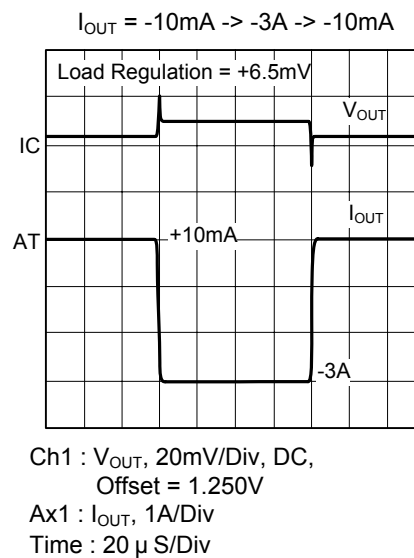 I_OUT = -10mA -> -3A -> -10mA
Load Regulation = +6.5mV
V_OUT
IC
I_OUT
AT
+10mA
-3A
Ch1 : V_OUT, 20mV/Div, DC,
Offset = 1.250V
Ax1 : I_OUT, 1A/Div
Time : 20 µ S/Div